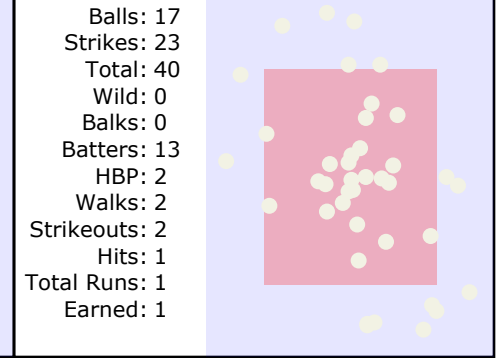 Balls: 17
Strikes: 23
Total: 40
Wild: 0
Balks: 0
Batters: 13
HBP: 2
Walks: 2
Strikeouts: 2
Hits: 1
Total Runs: 1
Earned: 1